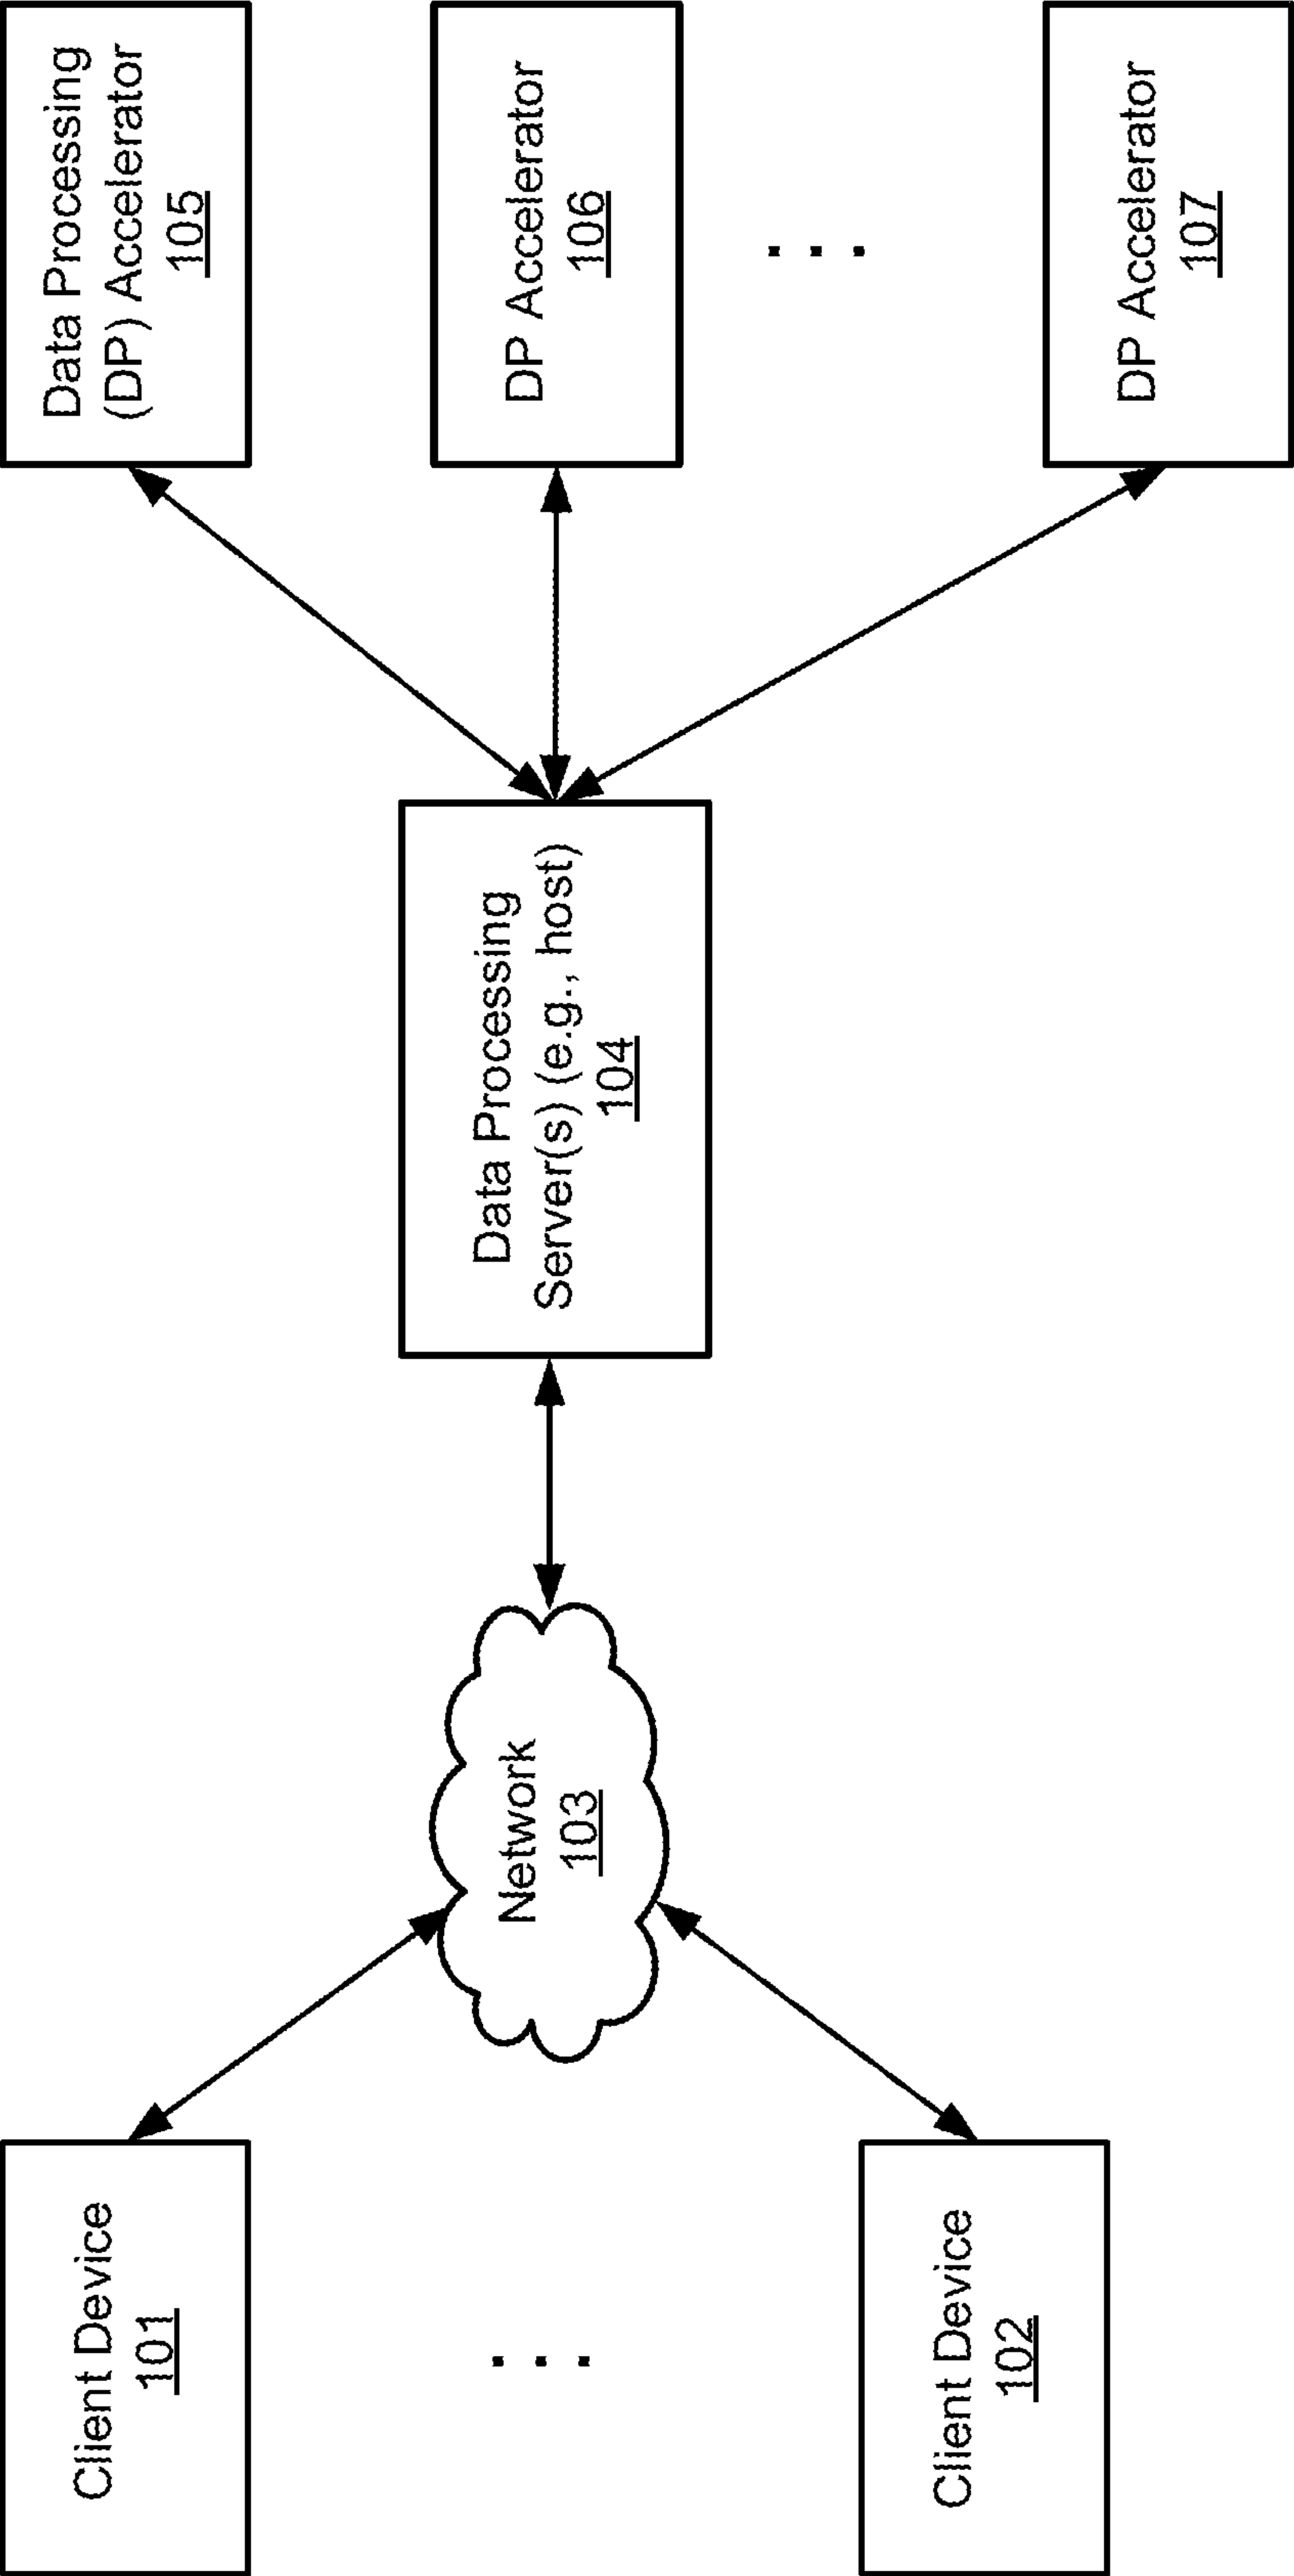 Client Device
101
. . .
Client Device
102
Network
103
Data Processing
Server(s) (e.g., host)
104
Data Processing
(DP) Accelerator
105
DP Accelerator
106
. . .
DP Accelerator
107